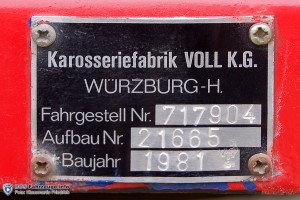 Karosseriefabrik VOLL K.G.
WÜRZBURG-H.
Fahrgestell Nr. 717904
Aufbau Nr. 21665
Baujahr 1981